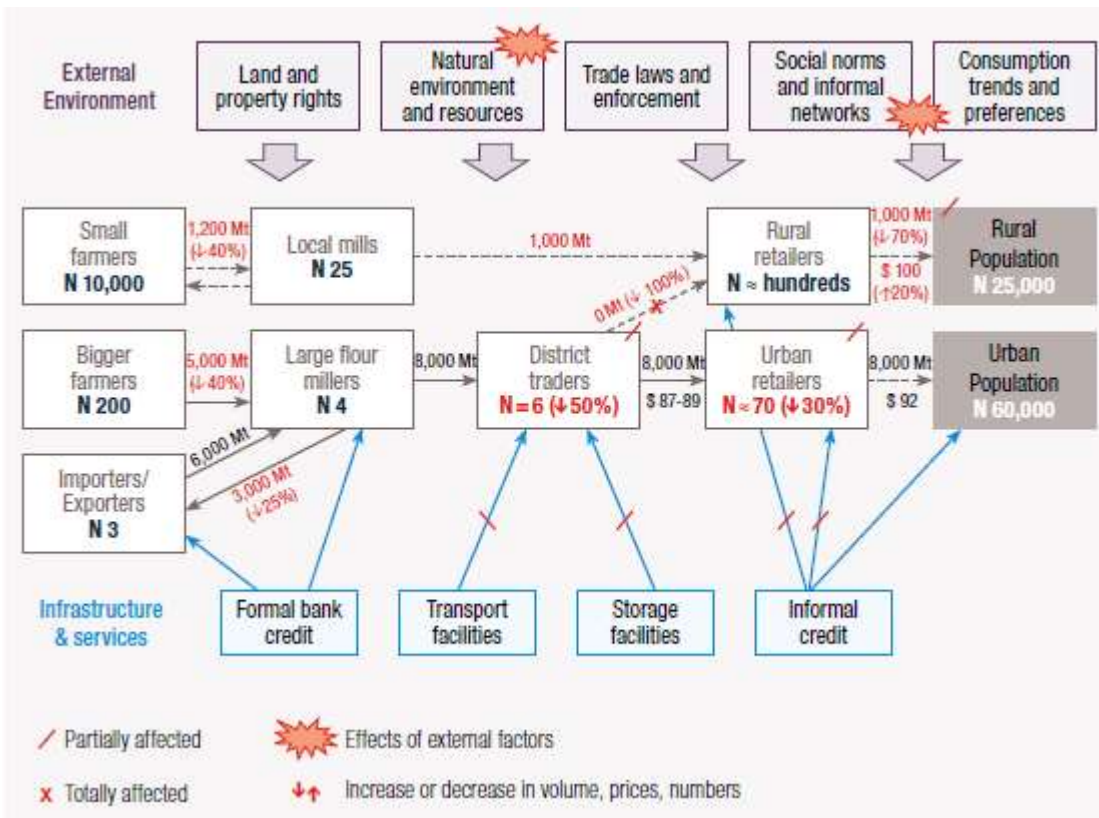 External
Environment
Land and
property rights
Natural
environment
and resources
Trade laws and
enforcement
Social norms
and informal
networks
Consumption
trends and
preferences
Small
farmers
N 10,000
1,200 Mt
(↓40%)
Local mills
N 25
1,000 Mt
Rural
retailers
N ≈ hundreds
1,000 Mt
(↓70%)
$ 100
(↑20%)
Rural
Population
N 25,000
0 Mt (↓ 100%)
Bigger
farmers
N 200
5,000 Mt
(↓40%)
Large flour
millers
N 4
8,000 Mt
District
traders
N=6 (↓50%)
8,000 Mt
$ 87-89
Urban
retailers
N≈70 (↓30%)
8,000 Mt
$ 92
Urban
Population
N 60,000
6,000 Mt
3,000 Mt
(↓25%)
Importers/
Exporters
N 3
Infrastructure
& services
Formal bank
credit
Transport
facilities
Storage
facilities
Informal
credit
/ Partially affected
Effects of external factors
x Totally affected
↓↑ Increase or decrease in volume, prices, numbers